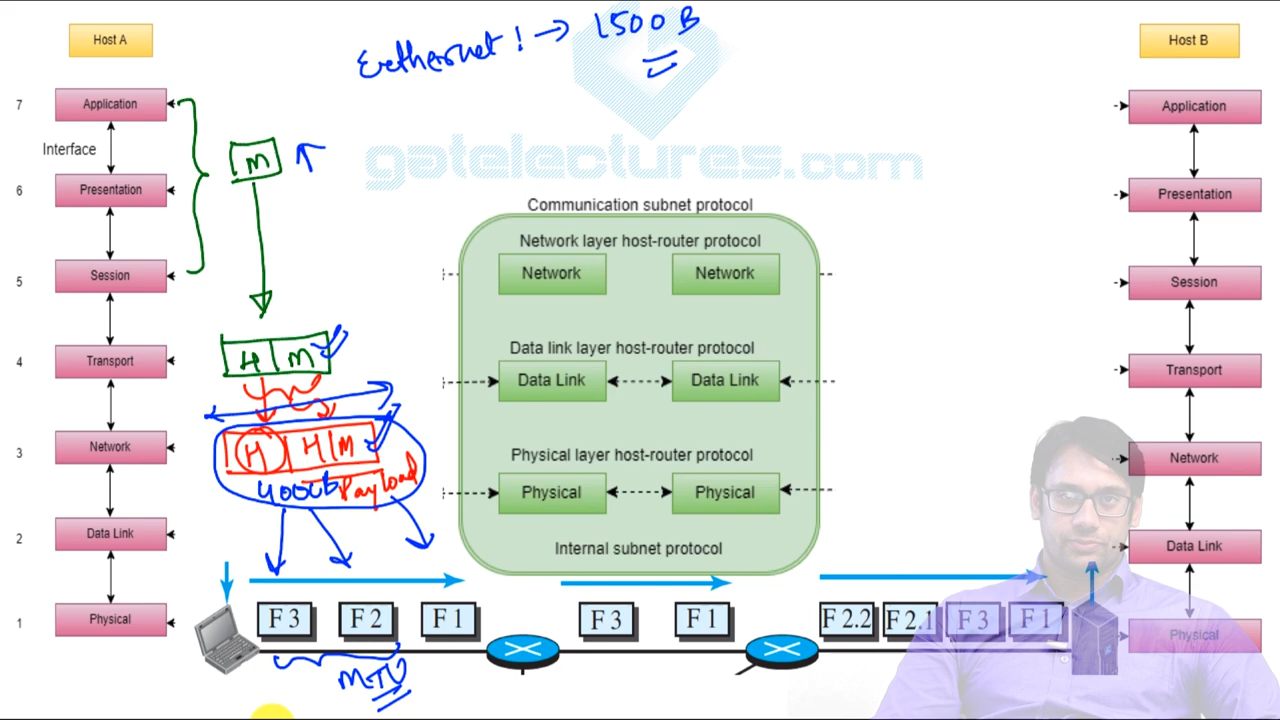 Host A
Eethernet! → 1500 B
Host B
7
Application
Interface
6
Presentation
5
Session
4
Transport
3
Network
2
Data Link
1
Physical
M
H M
H H M
4000b Payload
gatelectures.com
Communication subnet protocol
Network layer host-router protocol
Network Network
Data link layer host-router protocol
Data Link Data Link
Physical layer host-router protocol
Physical Physical
Internal subnet protocol
Application
Presentation
Session
Transport
Network
Data Link
Physical
F 3 F 2 F 1 F 3 F 1 F 2.2 F 2.1 F 3 F 1
MTU